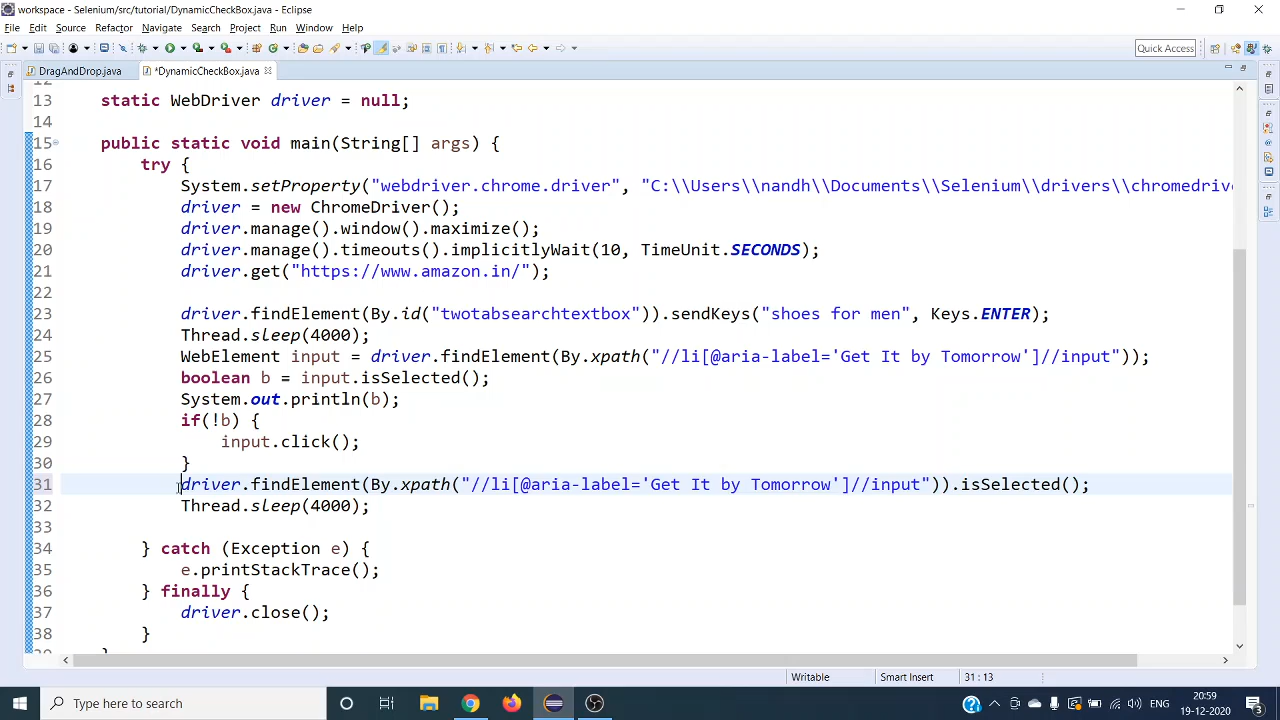 workspace - Selenium/src/tutorial/DynamicCheckBox.java - Eclipse
File Edit Source Refactor Navigate Search Project Run Window Help
Quick Access
DragAndDrop.java *DynamicCheckBox.java
13 static WebDriver driver = null;
14
15 public static void main(String[] args) {
16 try {
17 System.setProperty("webdriver.chrome.driver", "C:\\Users\\nandh\\Documents\\Selenium\\drivers\\chromedrive
18 driver = new ChromeDriver();
19 driver.manage().window().maximize();
20 driver.manage().timeouts().implicitlyWait(10, TimeUnit.SECONDS);
21 driver.get("https://www.amazon.in/");
22
23 driver.findElement(By.id("twotabsearchtextbox")).sendKeys("shoes for men", Keys.ENTER);
24 Thread.sleep(4000);
25 WebElement input = driver.findElement(By.xpath("//li[@aria-label='Get It by Tomorrow']//input"));
26 boolean b = input.isSelected();
27 System.out.println(b);
28 if(!b) {
29 input.click();
30 }
31 driver.findElement(By.xpath("//li[@aria-label='Get It by Tomorrow']//input")).isSelected();
32 Thread.sleep(4000);
33
34 } catch (Exception e) {
35 e.printStackTrace();
36 } finally {
37 driver.close();
38 }
Writable Smart Insert 31 : 13
Type here to search
20:59
19-12-2020
3